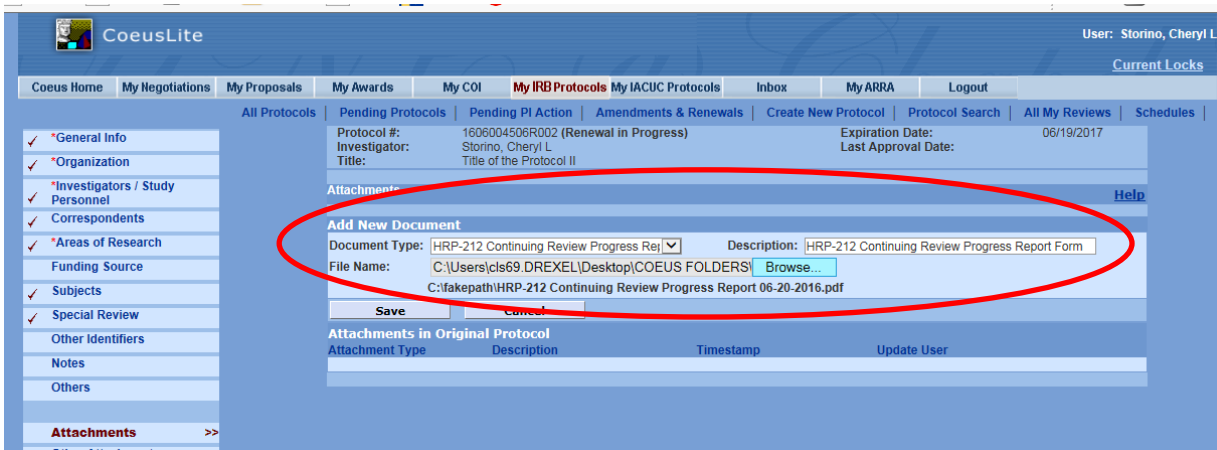 CoeusLite
User: Storino, Cheryl L
Current Locks
Coeus Home My Negotiations My Proposals My Awards My COI My IRB Protocols My IACUC Protocols Inbox My ARRA Logout
All Protocols | Pending Protocols | Pending PI Action | Amendments & Renewals | Create New Protocol | Protocol Search | All My Reviews | Schedules |
*General Info
*Organization
*Investigators / Study
Personnel
Correspondents
*Areas of Research
Funding Source
Subjects
Special Review
Other Identifiers
Notes
Others
Attachments >>
Protocol #: 1606004506R002 (Renewal in Progress) Expiration Date: 06/19/2017
Investigator: Storino, Cheryl L Last Approval Date:
Title: Title of the Protocol II
Attachments
Help
Add New Document
Document Type: HRP-212 Continuing Review Progress Re Description: HRP-212 Continuing Review Progress Report Form
File Name: C:\Users\cls69.DREXEL\Desktop\COEUS FOLDERS\ Browse...
C:\fakepath\HRP-212 Continuing Review Progress Report 06-20-2016.pdf
Save Cancel
Attachments in Original Protocol
Attachment Type Description Timestamp Update User